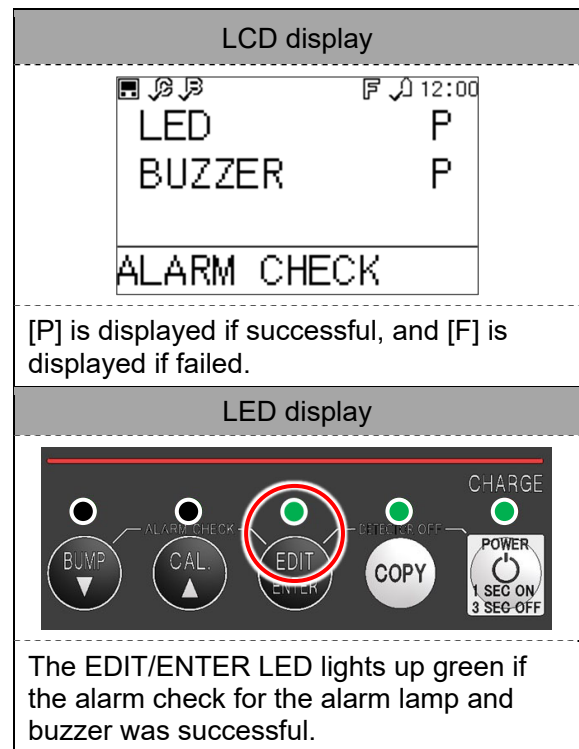 LCD display
F 12:00
LED P
BUZZER P
ALARM CHECK
[P] is displayed if successful, and [F] is
displayed if failed.
LED display
CHARGE
ALARM CHECK
DETECTOR OFF
BUMP
CAL.
EDIT
ENTER
COPY
POWER
1 SEC ON
3 SEC OFF
The EDIT/ENTER LED lights up green if
the alarm check for the alarm lamp and
buzzer was successful.